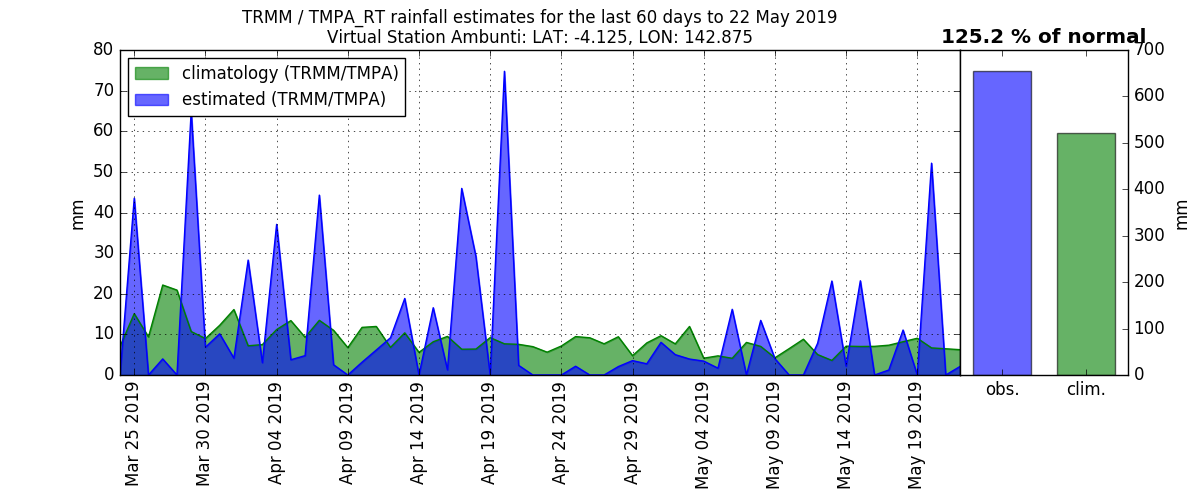 TRMM / TMPA_RT rainfall estimates for the last 60 days to 22 May 2019
Virtual Station Ambunti: LAT: -4.125, LON: 142.875
125.2 % of normal
climatology (TRMM/TMPA)
estimated (TRMM/TMPA)
80
70
60
50
40
30
20
10
0
mm
Mar 25 2019
Mar 30 2019
Apr 04 2019
Apr 09 2019
Apr 14 2019
Apr 19 2019
Apr 24 2019
Apr 29 2019
May 04 2019
May 09 2019
May 14 2019
May 19 2019
700
600
500
400
300
200
100
0
mm
obs.
clim.